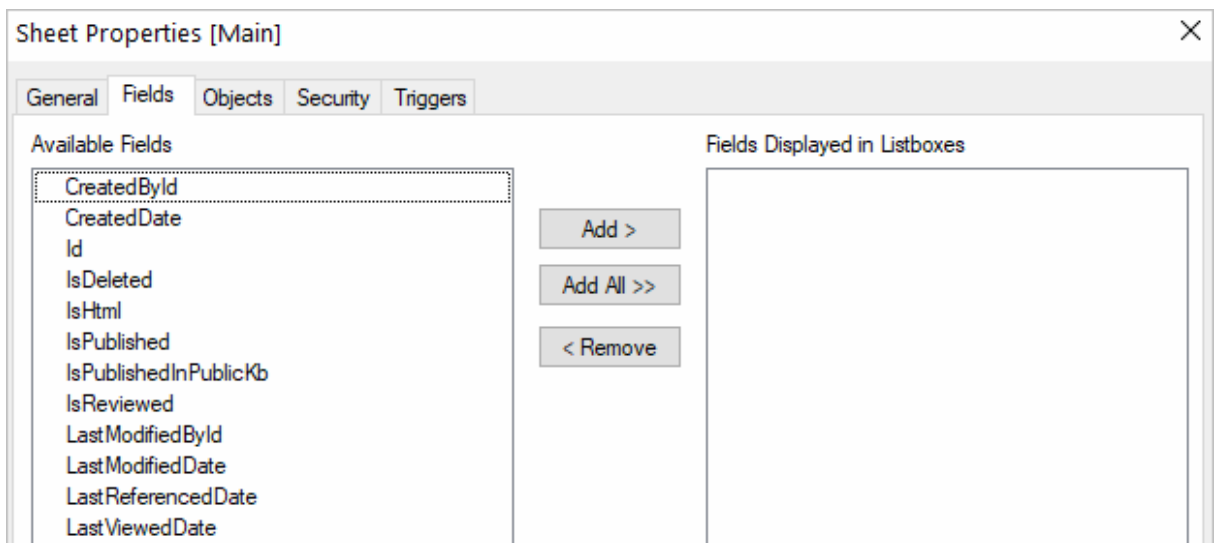 Sheet Properties [Main]
General Fields Objects Security Triggers
Available Fields
Fields Displayed in Listboxes
CreatedById
CreatedDate
Id
IsDeleted
IsHtml
IsPublished
IsPublishedInPublicKb
IsReviewed
LastModifiedById
LastModifiedDate
LastReferencedDate
LastViewedDate
Add >
Add All >>
< Remove